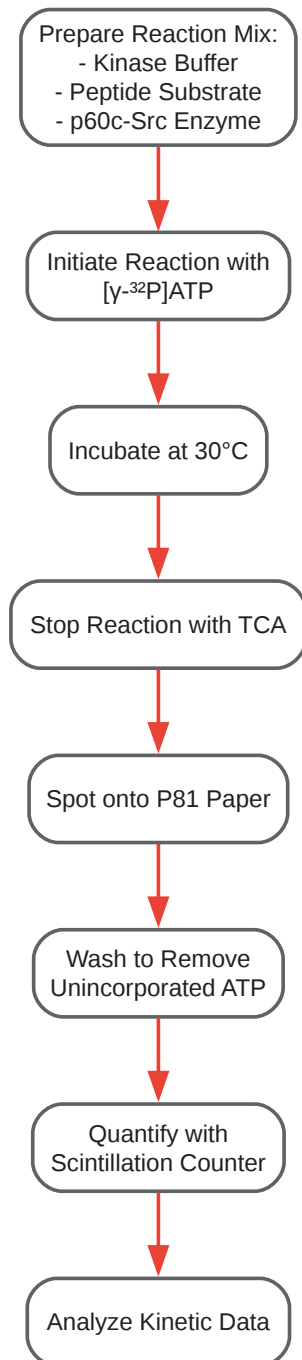 Prepare Reaction Mix:
- Kinase Buffer
- Peptide Substrate
- p60c-Src Enzyme
Initiate Reaction with
[γ-³²P]ATP
Incubate at 30°C
Stop Reaction with TCA
Spot onto P81 Paper
Wash to Remove
Unincorporated ATP
Quantify with
Scintillation Counter
Analyze Kinetic Data